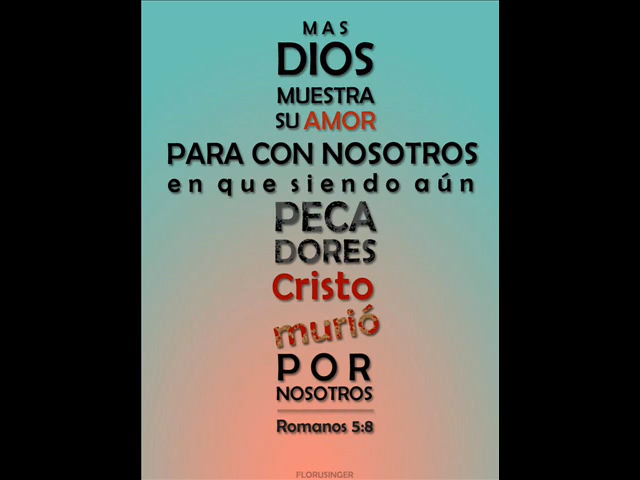 MAS
DIOS
MUESTRA
SU AMOR
PARA CON NOSOTROS
en que siendo aún
PECA
DORES
Cristo
murió
POR
NOSOTROS
Romanos 5:8
FLORUSINGER